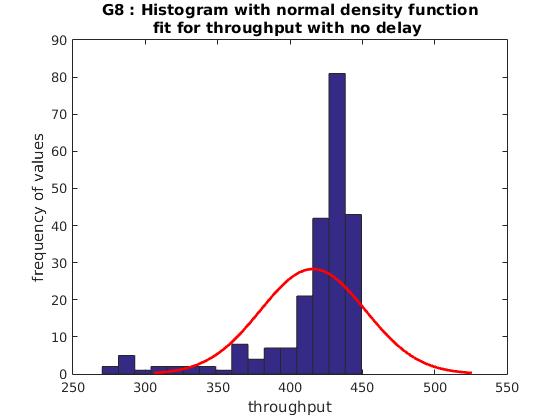 G8 : Histogram with normal density function
fit for throughput with no delay
90
80
70
60
50
40
30
20
10
0
frequency of values
250 300 350 400 450 500 550
throughput